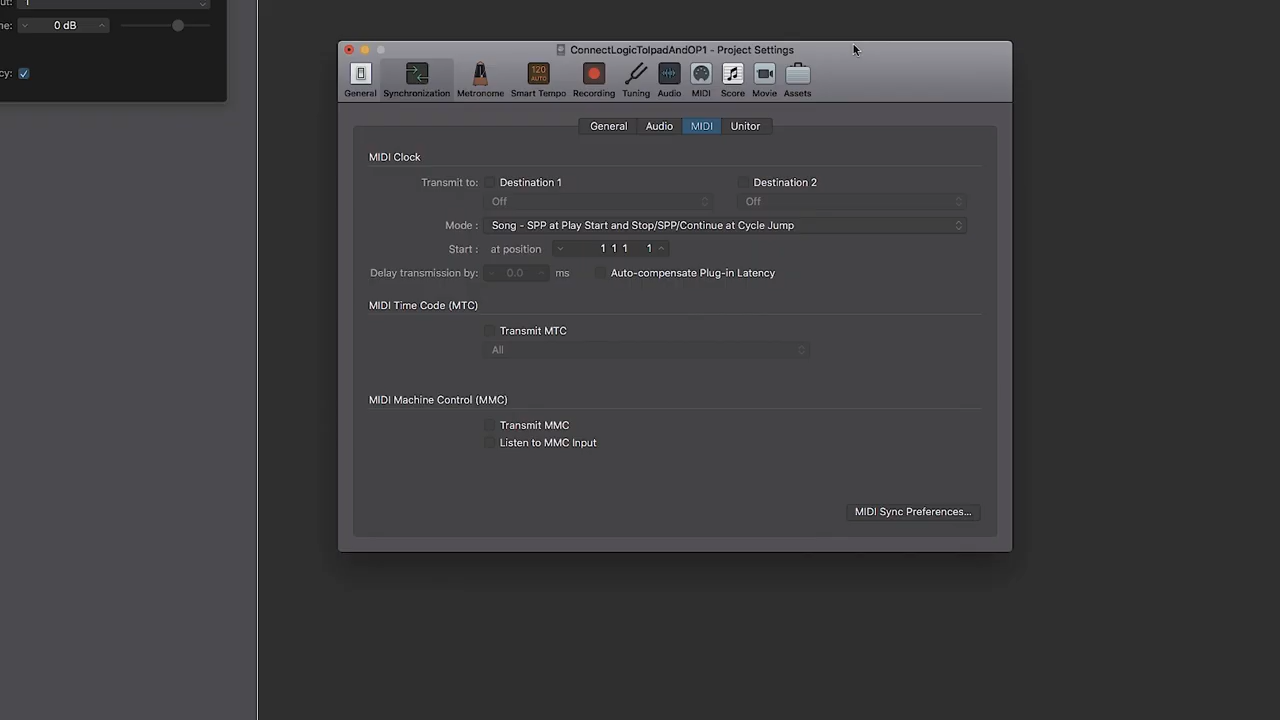 0 dB
ConnectLogicToIpadAndOP1 - Project Settings
120
AUTO
General Synchronization Metronome Smart Tempo Recording Tuning Audio MIDI Score Movie Assets
General Audio MIDI Unitor
MIDI Clock
Transmit to: Destination 1 Destination 2
Off Off
Mode : Song - SPP at Play Start and Stop/SPP/Continue at Cycle Jump
Start : at position 1 1 1 1
Delay transmission by: 0.0 ms Auto-compensate Plug-in Latency
MIDI Time Code (MTC)
Transmit MTC
All
MIDI Machine Control (MMC)
Transmit MMC
Listen to MMC Input
MIDI Sync Preferences...